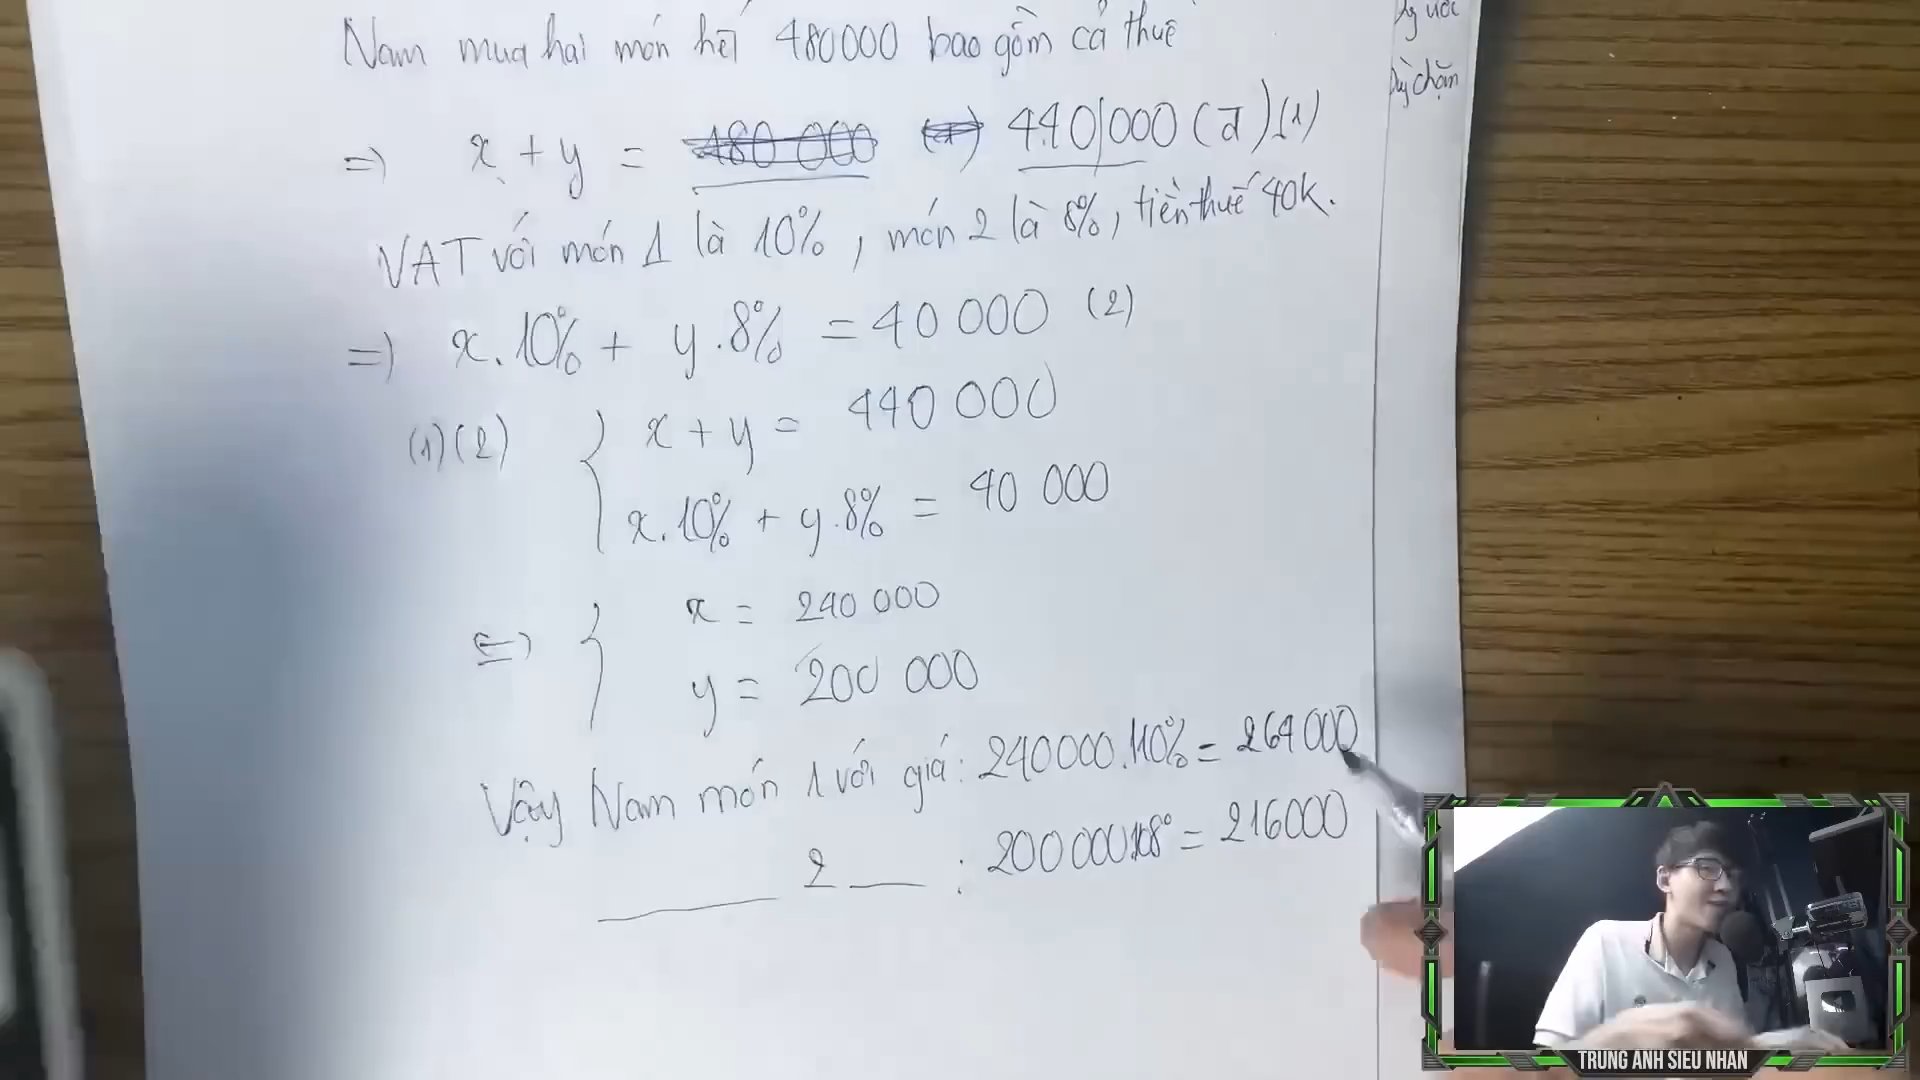 Nam mua hai món hết 480000 bao gồm cả thuế
=) x + y = 480 000 (=) 440 000 (đ) (1)
VAT với món 1 là 10%, món 2 là 8%, tiền thuế 40K.
=) x.10% + y.8% = 40 000 (2)
(1)(2) { x + y = 440 000
x.10% + y.8% = 40 000
(=) { x = 240 000
y = 200 000
Vậy Nam món 1 với giá: 240000.110% = 264000
2 : 200000.108% = 216000
chặn
TRUNG ANH SIEU NHAN